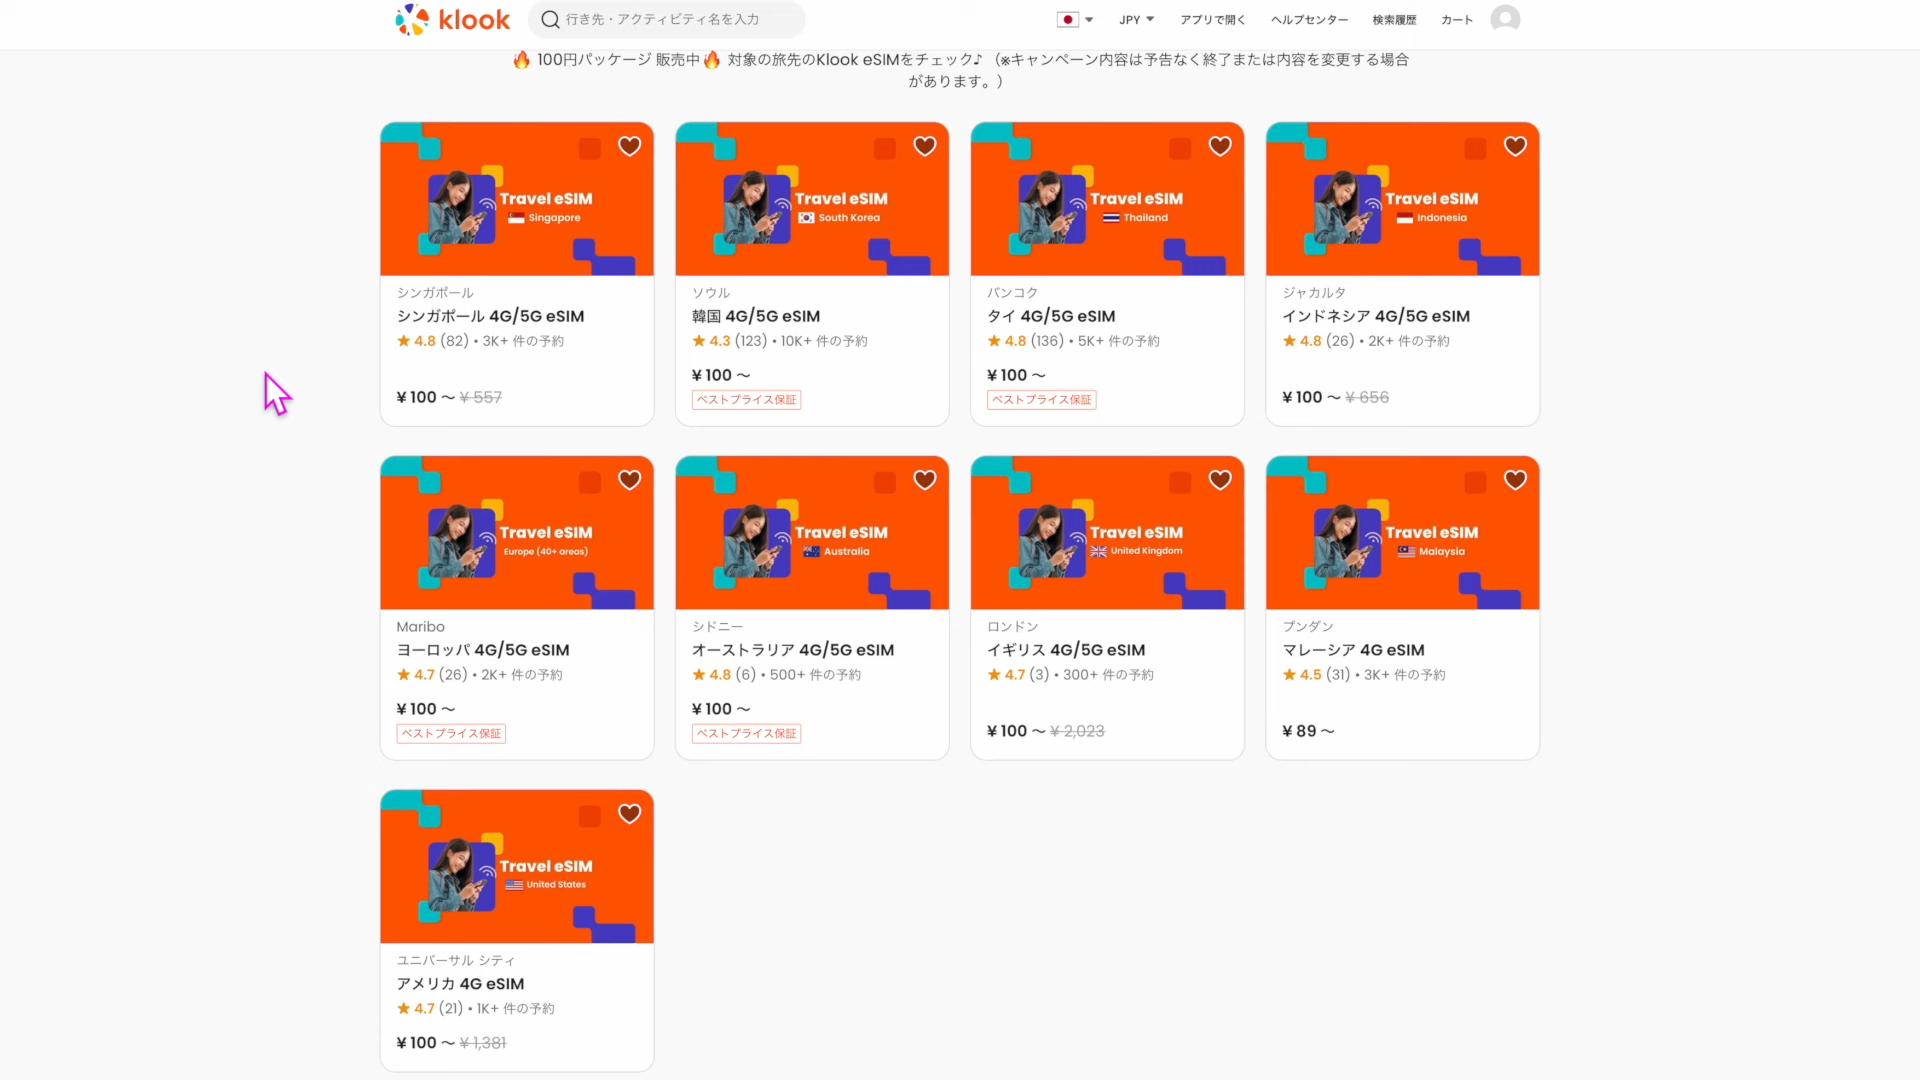 klook
行き先・アクティビティ名を入力
JPY
アプリで開く
ヘルプセンター
検索履歴
カート
🔥 100円パッケージ 販売中🔥 対象の旅先のKlook eSIMをチェック♪ （※キャンペーン内容は予告なく終了または内容を変更する場合
があります。）
Travel eSIM
Singapore
シンガポール
シンガポール 4G/5G eSIM
★ 4.8 (82) • 3K+ 件の予約
¥ 100 〜 ¥ 557
Travel eSIM
South Korea
ソウル
韓国 4G/5G eSIM
★ 4.3 (123) • 10K+ 件の予約
¥ 100 〜
ベストプライス保証
Travel eSIM
Thailand
バンコク
タイ 4G/5G eSIM
★ 4.8 (136) • 5K+ 件の予約
¥ 100 〜
ベストプライス保証
Travel eSIM
Indonesia
ジャカルタ
インドネシア 4G/5G eSIM
★ 4.8 (26) • 2K+ 件の予約
¥ 100 〜 ¥ 656
Travel eSIM
Europe (40+ areas)
Maribo
ヨーロッパ 4G/5G eSIM
★ 4.7 (26) • 2K+ 件の予約
¥ 100 〜
ベストプライス保証
Travel eSIM
Australia
シドニー
オーストラリア 4G/5G eSIM
★ 4.8 (6) • 500+ 件の予約
¥ 100 〜
ベストプライス保証
Travel eSIM
United Kingdom
ロンドン
イギリス 4G/5G eSIM
★ 4.7 (3) • 300+ 件の予約
¥ 100 〜 ¥ 2,023
Travel eSIM
Malaysia
プンダン
マレーシア 4G eSIM
★ 4.5 (31) • 3K+ 件の予約
¥ 89 〜
Travel eSIM
United States
ユニバーサル シティ
アメリカ 4G eSIM
★ 4.7 (21) • 1K+ 件の予約
¥ 100 〜 ¥ 1,381